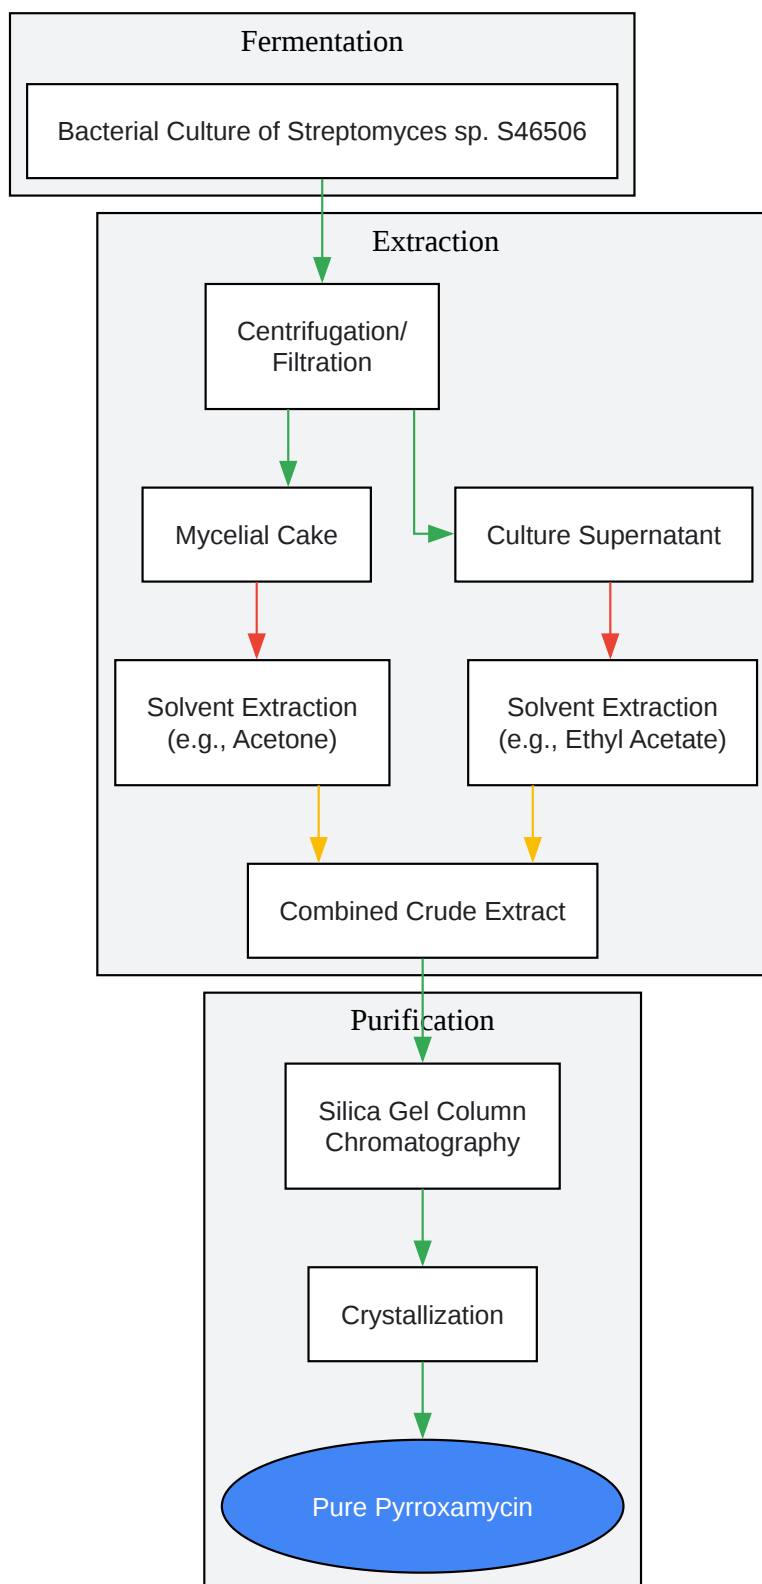 Fermentation
Bacterial Culture of Streptomyces sp. S46506
Extraction
Centrifugation/
Filtration
Mycelial Cake
Culture Supernatant
Solvent Extraction
(e.g., Acetone)
Solvent Extraction
(e.g., Ethyl Acetate)
Combined Crude Extract
Purification
Silica Gel Column
Chromatography
Crystallization
Pure Pyrroxamycin